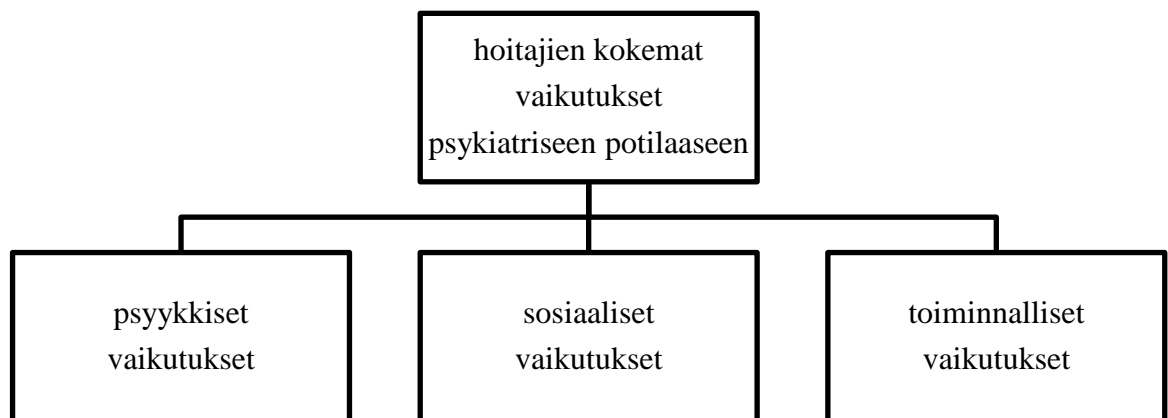 hoitajien kokemat
vaikutukset
psykiatriseen potilaaseen
psyykkiset
vaikutukset
sosiaaliset
vaikutukset
toiminnalliset
vaikutukset